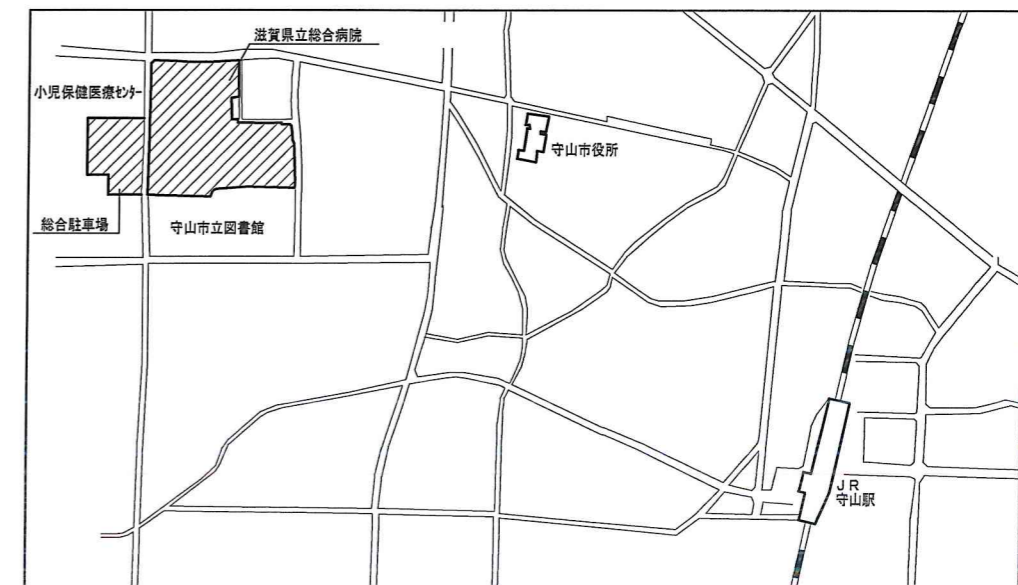 滋賀県立総合病院
小児保健医療センター
守山市役所
総合駐車場
守山市立図書館
JR
守山駅